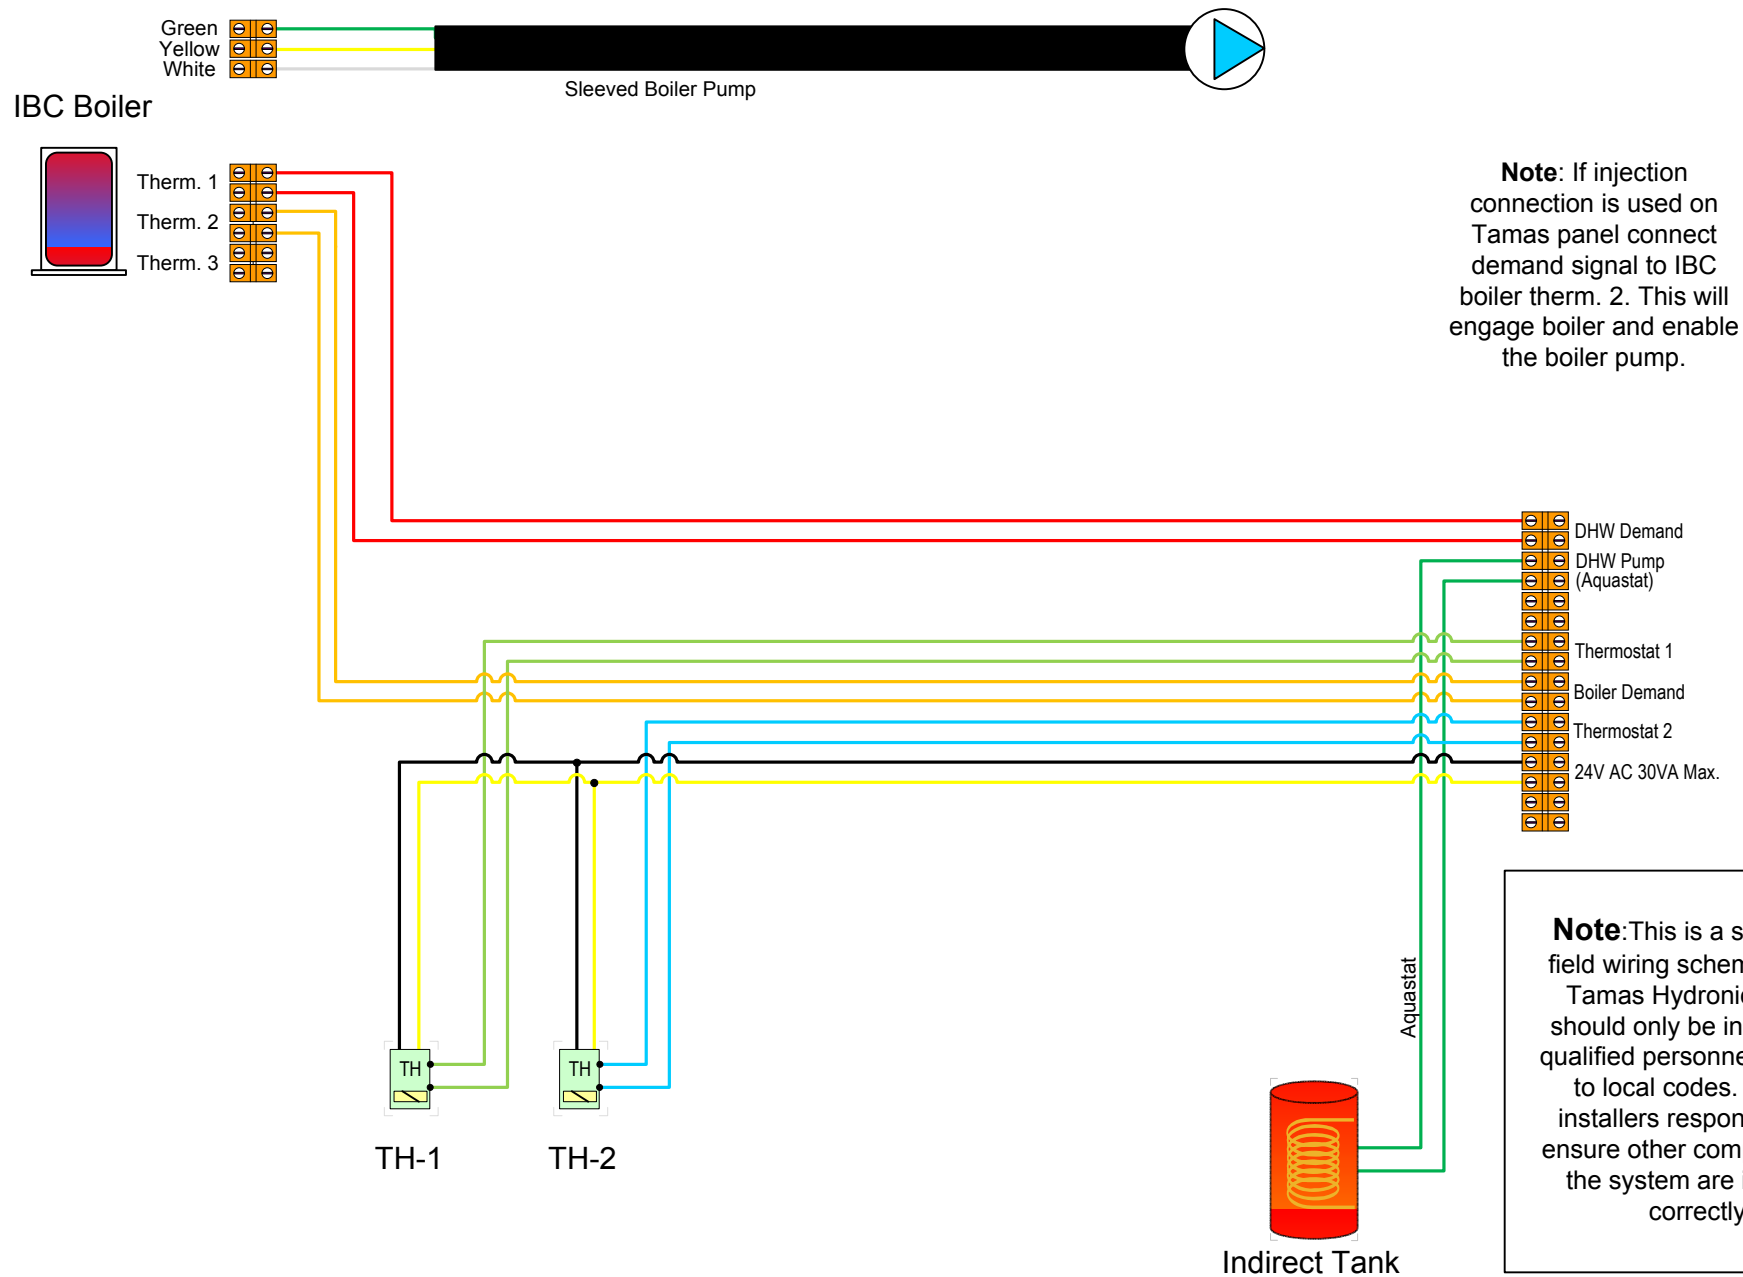 Green
Yellow
White
Sleeved Boiler Pump
IBC Boiler
Therm. 1
Therm. 2
Therm. 3
Note: If injection
connection is used on
Tamas panel connect
demand signal to IBC
boiler therm. 2. This will
engage boiler and enable
the boiler pump.
DHW Demand
DHW Pump
(Aquastat)
Thermostat 1
Boiler Demand
Thermostat 2
24V AC 30VA Max.
Aquastat
TH
TH
TH-1
TH-2
Indirect Tank
Note:This is a
field wiring
Tamas
should only be
qualified
to local codes.
installers
ensure other
the system are
correctly